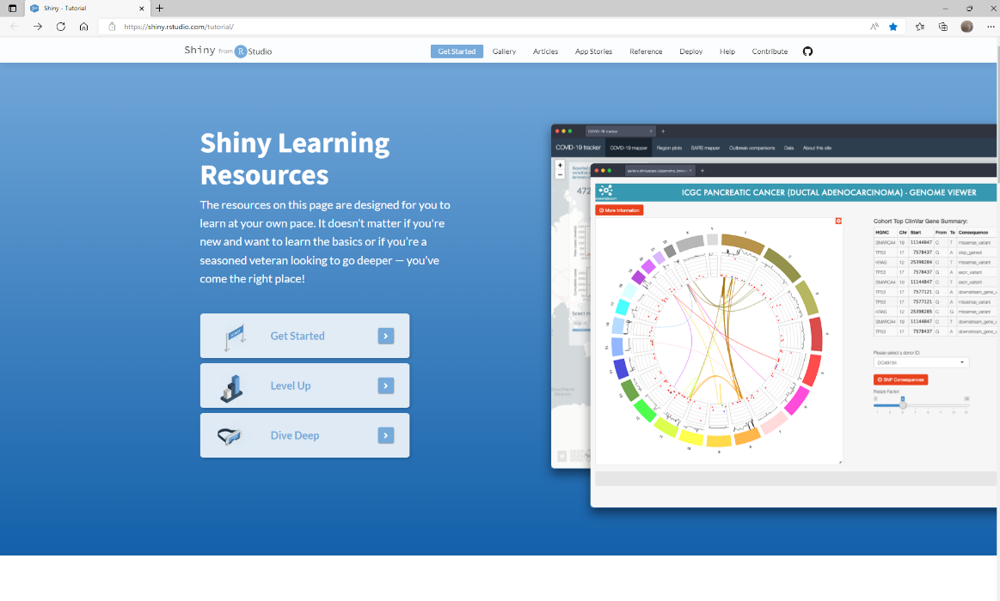 Shiny - Tutorial
https://shiny.rstudio.com/tutorial/
Shiny from R Studio
Get Started Gallery Articles App Stories Reference Deploy Help Contribute
Shiny Learning
Resources
The resources on this page are designed for you to
learn at your own pace. It doesn't matter if you're
new and want to learn the basics or if you're a
seasoned veteran looking to go deeper — you've
come the right place!
Get Started
Level Up
Dive Deep
COVID-19 tracker
COVID-19 tracker COVID-19 mapper Region plots SARS mapper Outbreak comparisons Data About this site
472
Southern
Ocean
ICGC PANCREATIC CANCER (DUCTAL ADENOCARCINOMA) - GENOME VIEWER
More Information
Cohort Top ClinVar Gene Summary:
HGNC Chr Start From To Consequence
SMARCA4 19 11144847 C T missense_variant
TP53 17 7578437 G A stop_gained
KRAS 12 25398284 C T missense_variant
TP53 17 7578437 G A exon_variant
SMARCA4 19 11144847 C T exon_variant
TP53 17 7577121 G A downstream_gene_v
TP53 17 7577121 G A missense_variant
KRAS 12 25398285 C G missense_variant
SMARCA4 19 11144847 C T downstream_gene_v
TP53 17 7578437 G A downstream_gene_v
Please select a donor ID:
DO49184
SNP Consequences
Resize Factor: